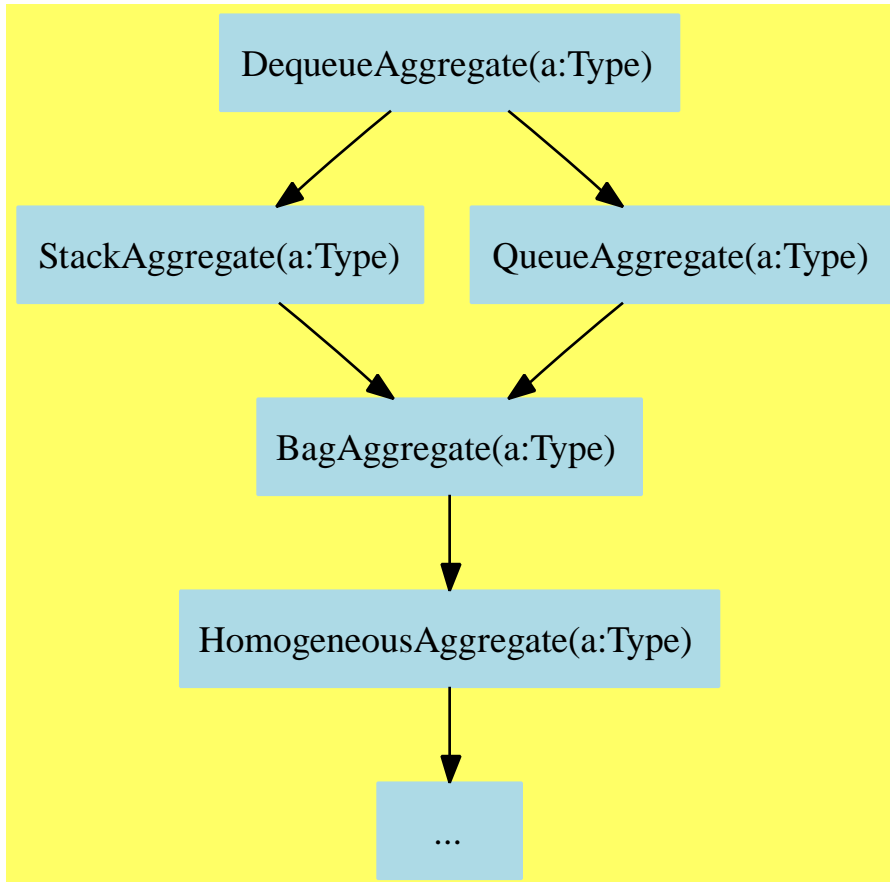 DequeueAggregate(a:Type)
StackAggregate(a:Type)
QueueAggregate(a:Type)
BagAggregate(a:Type)
HomogeneousAggregate(a:Type)
...